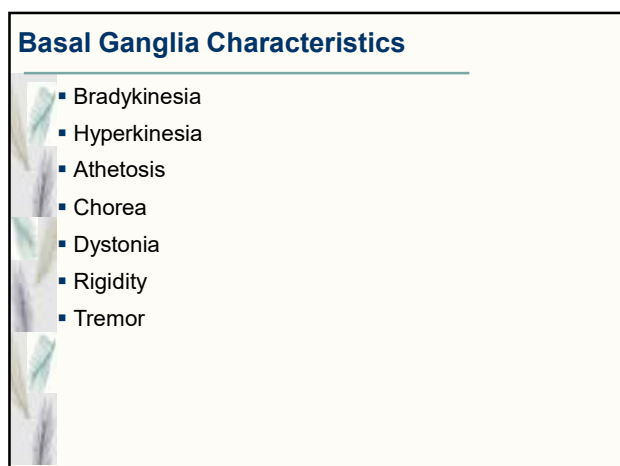 Basal Ganglia Characteristics
▪ Bradykinesia
▪ Hyperkinesia
▪ Athetosis
▪ Chorea
▪ Dystonia
▪ Rigidity
▪ Tremor